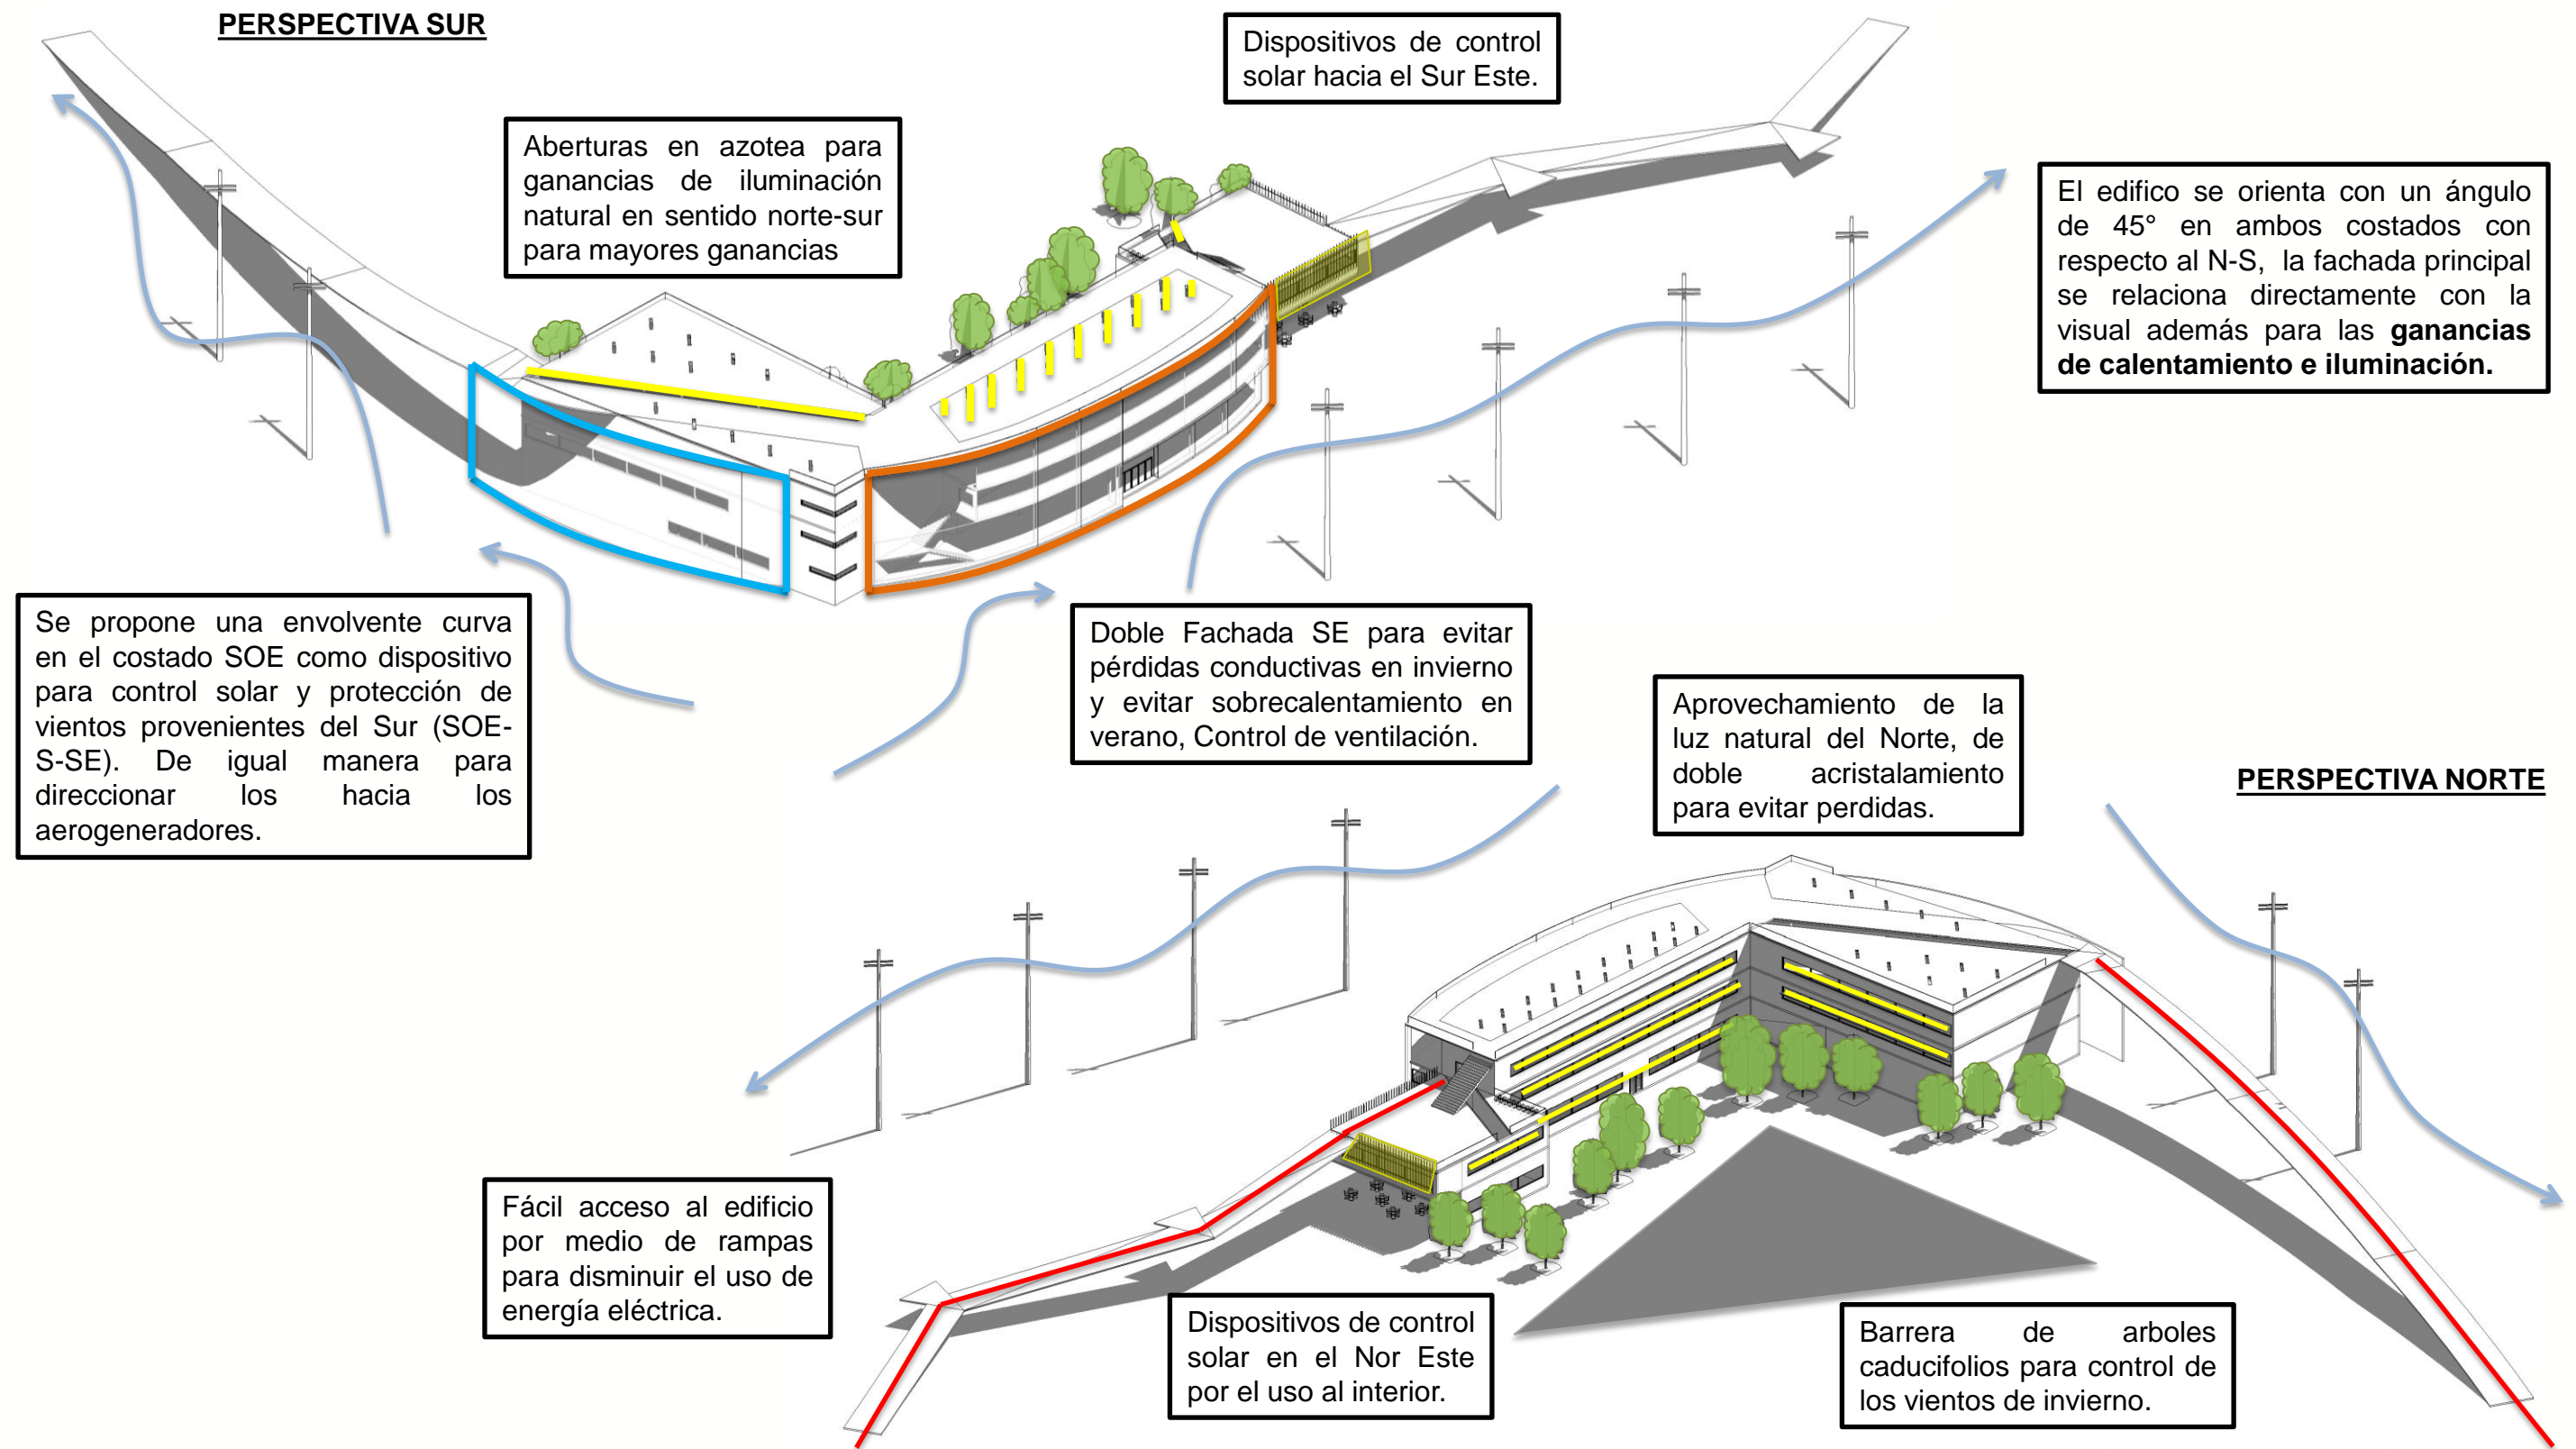 PERSPECTIVA SUR
Dispositivos de control
solar hacia el Sur Este.
Aberturas en azotea para
ganancias de iluminación
natural en sentido norte-sur
para mayores ganancias
El edifico se orienta con un ángulo
de 45° en ambos costados con
respecto al N-S, la fachada principal
se relaciona directamente con la
visual además para las ganancias
de calentamiento e iluminación.
Se propone una envolvente curva
en el costado SOE como dispositivo
para control solar y protección de
vientos provenientes del Sur (SOE-
S-SE). De igual manera para
direccionar los hacia los
aerogeneradores.
Doble Fachada SE para evitar
pérdidas conductivas en invierno
y evitar sobrecalentamiento en
verano, Control de ventilación.
Aprovechamiento de la
luz natural del Norte, de
doble acristalamiento
para evitar perdidas.
PERSPECTIVA NORTE
Fácil acceso al edificio
por medio de rampas
para disminuir el uso de
energía eléctrica.
Dispositivos de control
solar en el Nor Este
por el uso al interior.
Barrera de arboles
caducifolios para control de
los vientos de invierno.